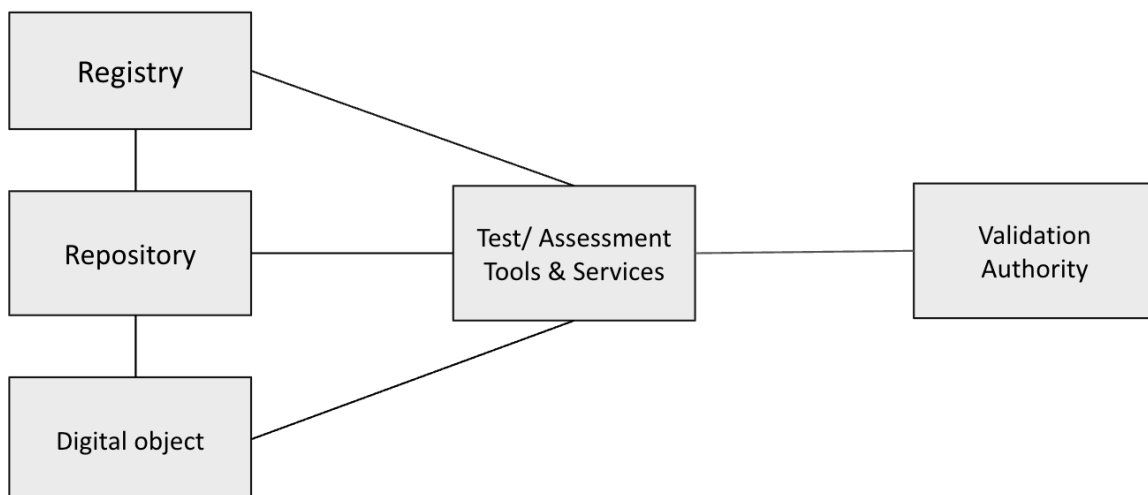 Registry
Repository
Test/ Assessment
Tools & Services
Validation
Authority
Digital object